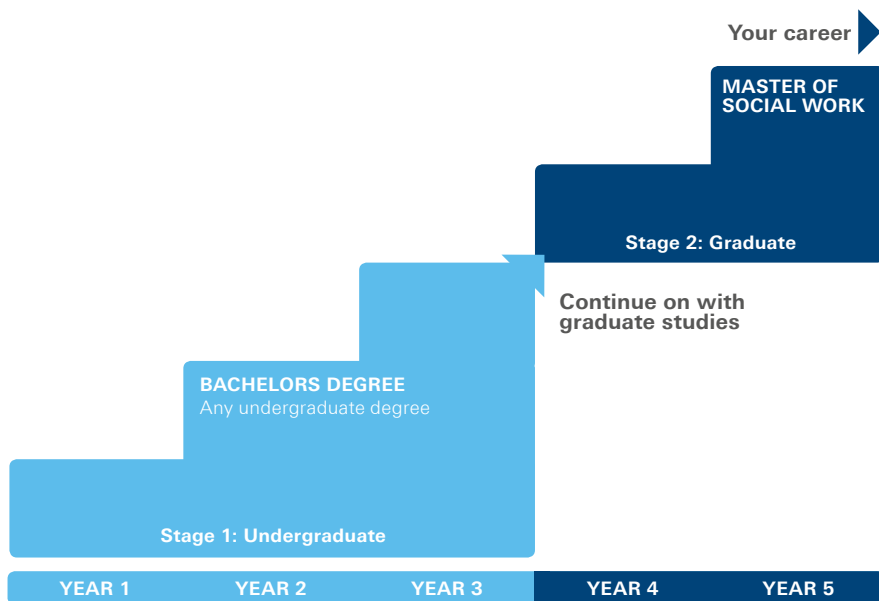 Your career
MASTER OF
SOCIAL WORK
Stage 2: Graduate
Continue on with
graduate studies
BACHELORS DEGREE
Any undergraduate degree
Stage 1: Undergraduate
YEAR 1 YEAR 2 YEAR 3 YEAR 4 YEAR 5